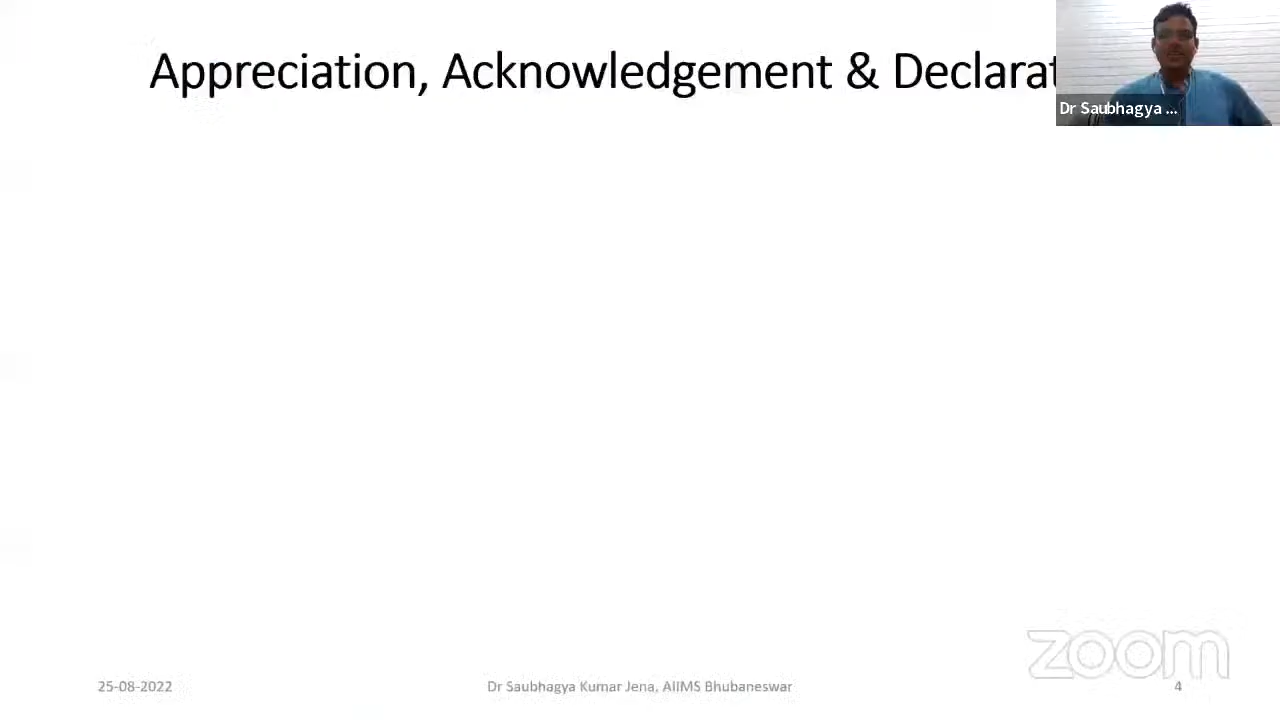 Appreciation, Acknowledgement & Declarat
Dr Saubhagya ...
zoom
25-08-2022
Dr Saubhagya Kumar Jena, AIIMS Bhubaneswar
4